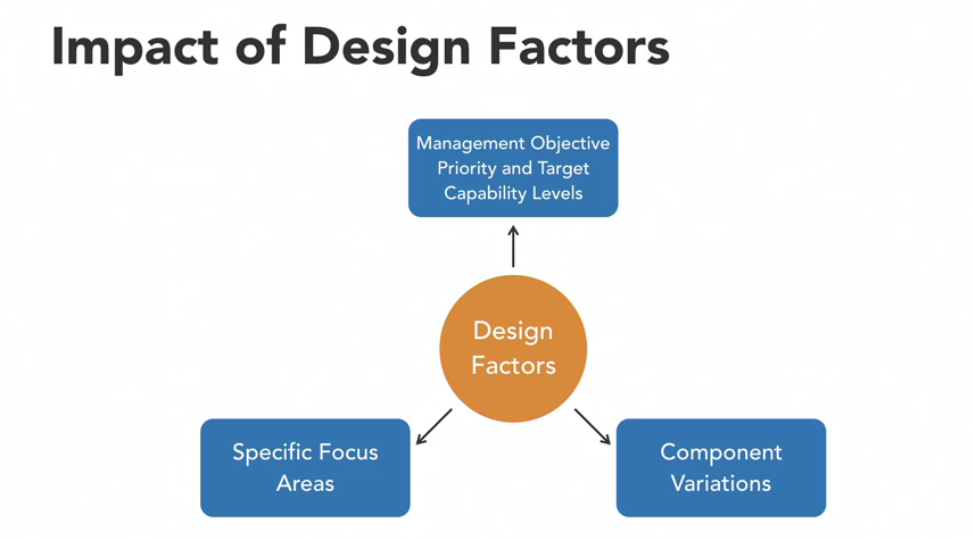 Impact of Design Factors
Management Objective
Priority and Target
Capability Levels
Design
Factors
Specific Focus
Areas
Component
Variations